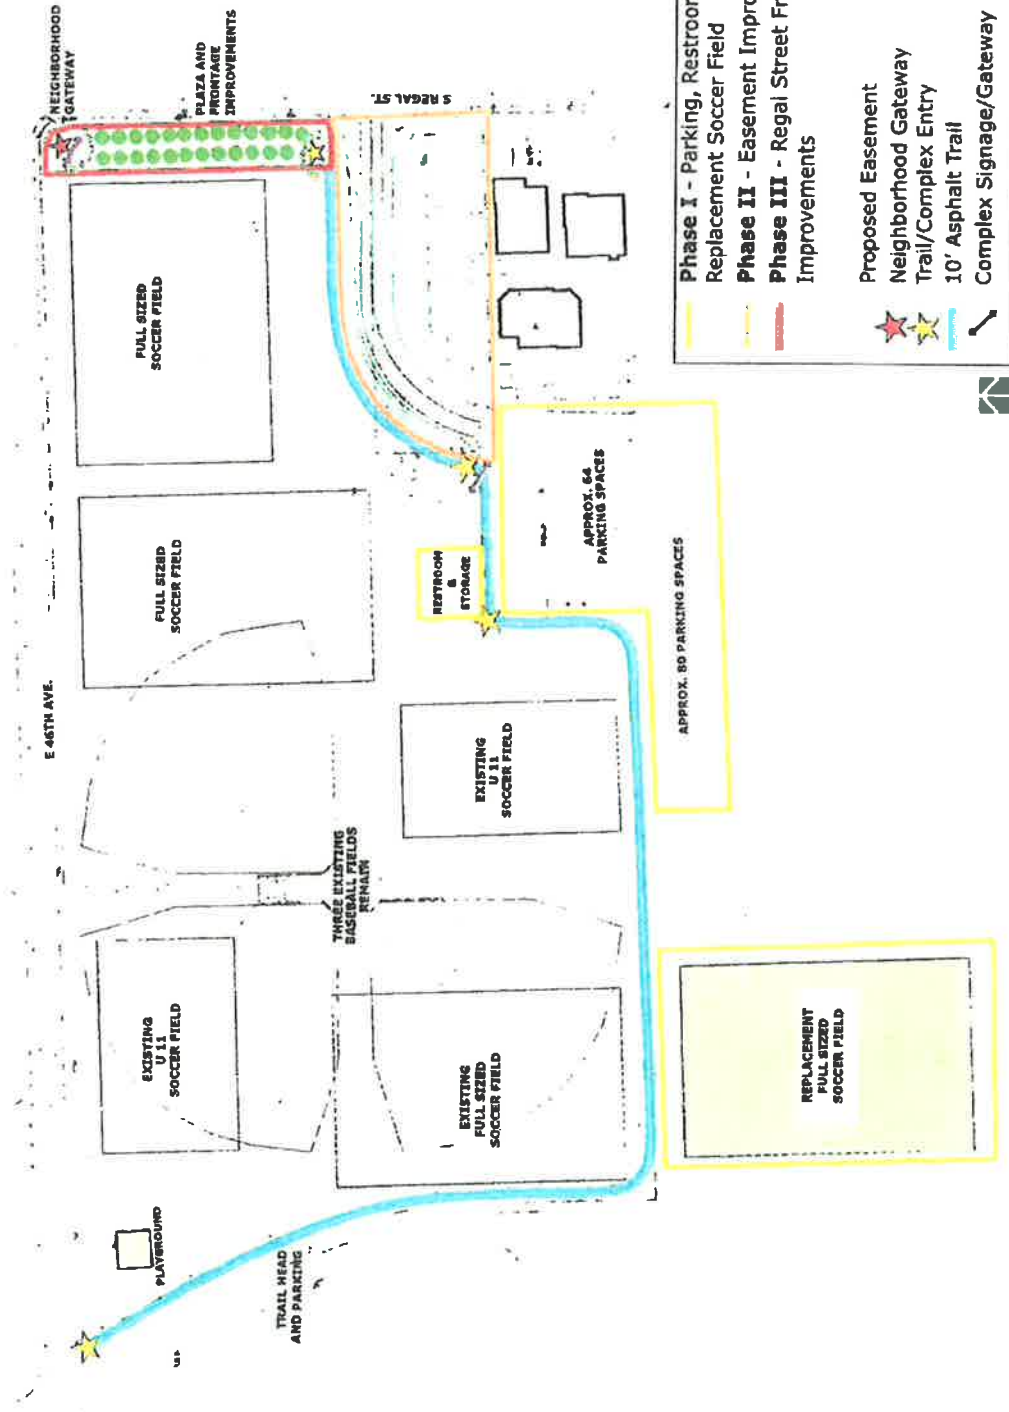 NEIGHBORHOOD
GATEWAY
PLAZA AND
FRONTAGE
IMPROVEMENTS
S REGAL ST.
E 46TH AVE.
FULL SIZED
SOCCER FIELD
FULL SIZED
SOCCER FIELD
RESTROOM
&
STORAGE
APPROX. 64
PARKING SPACES
APPROX. 80 PARKING SPACES
EXISTING
U 11
SOCCER FIELD
THREE EXISTING
BASEBALL FIELDS
REMAIN
EXISTING
U 11
SOCCER FIELD
EXISTING
FULL SIZED
SOCCER FIELD
REPLACEMENT
FULL SIZED
SOCCER FIELD
PLAYGROUND
TRAIL HEAD
AND PARKING
Phase I - Parking, Restroom
Replacement Soccer Field
Phase II - Easement Impro
Phase III - Regal Street Fr
Improvements
Proposed Easement
Neighborhood Gateway
Trail/Complex Entry
10' Asphalt Trail
Complex Signage/Gateway